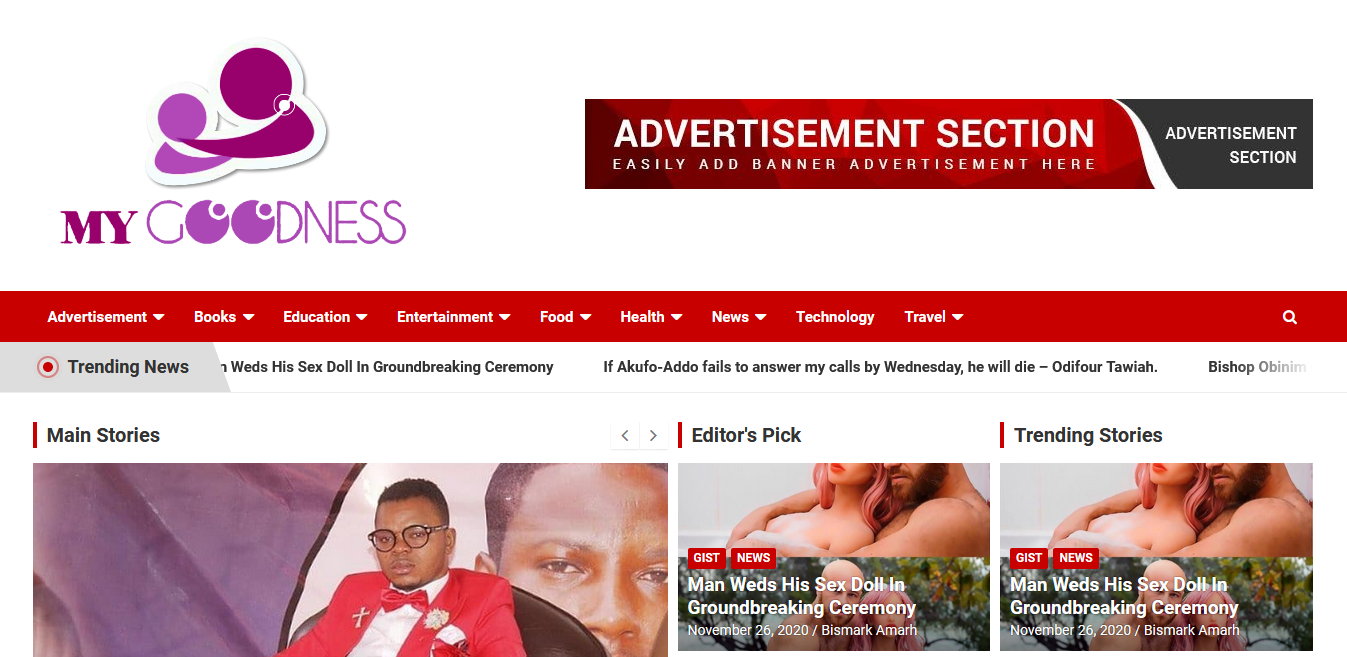 MY GOODNESS
ADVERTISEMENT SECTION
EASILY ADD BANNER ADVERTISEMENT HERE
ADVERTISEMENT
SECTION
Advertisement Books Education Entertainment Food Health News Technology Travel
Trending News
Weds His Sex Doll In Groundbreaking Ceremony If Akufo-Addo fails to answer my calls by Wednesday, he will die – Odifour Tawiah. Bishop Obinim
Main Stories
Editor's Pick
Trending Stories
GIST NEWS
Man Weds His Sex Doll In
Groundbreaking Ceremony
November 26, 2020 / Bismark Amarh
GIST NEWS
Man Weds His Sex Doll In
Groundbreaking Ceremony
November 26, 2020 / Bismark Amarh